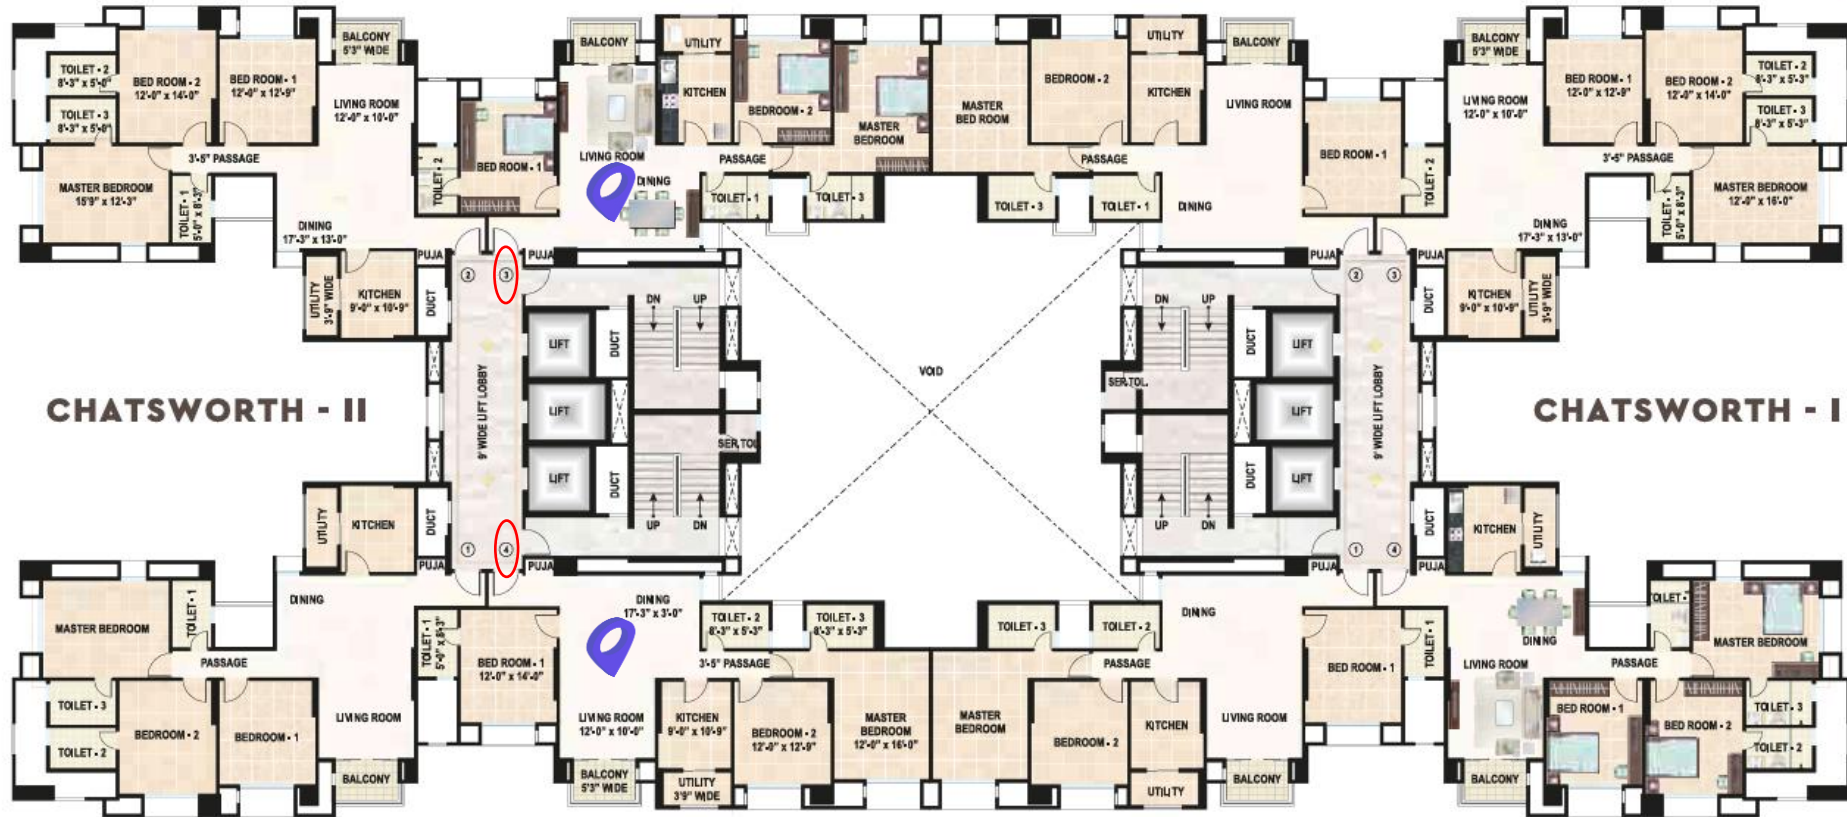 BALCONY
5'3" WIDE
TOILET - 2
8'-3" x 5'-0"
BED ROOM - 2
12'-0" x 14'-0"
BED ROOM - 1
12'-0" x 12'-9"
TOILET - 3
8'-3" x 5'-0"
LIVING ROOM
12'-0" x 10'-0"
3'-5" PASSAGE
MASTER BEDROOM
15'9" x 12'-3"
TOILET - 1
5'-0" x 8'-3"
DINING
17'-3" x 13'-0"
PUJA
UTILITY
3'-9" WIDE
KITCHEN
9'-0" x 10'-9"
DUCT
BALCONY
UTILITY
KITCHEN
BEDROOM - 2
MASTER
BEDROOM
BED ROOM - 1
LIVING ROOM
TOILET - 2
DINING
PASSAGE
TOILET - 1
TOILET - 3
PUJA
2
3
MASTER
BED ROOM
BEDROOM - 2
UTILITY
KITCHEN
PASSAGE
TOILET - 3
TOILET - 1
BALCONY
LIVING ROOM
DINING
BED ROOM - 1
TOILET - 2
PUJA
2
3
BALCONY
5'3" WIDE
BED ROOM - 1
12'-0" x 12'-9"
BED ROOM - 2
12'-0" x 14'-0"
TOILET - 2
8'-3" x 5'-3"
TOILET - 3
8'-3" x 5'-3"
LIVING ROOM
12'-0" x 10'-0"
3'-5" PASSAGE
MASTER BEDROOM
12'-0" x 16'-0"
TOILET - 1
5'-0" x 8'-3"
DINING
17'-3" x 13'-0"
PUJA
DUCT
KITCHEN
9'-0" x 10'-9"
UTILITY
3'-9" WIDE
CHATSWORTH - II
9' WIDE LIFT LOBBY
LIFT
LIFT
LIFT
DUCT
DUCT
DN
UP
UP
DN
SER.TOL.
VOID
SER.TOL.
DN
UP
UP
DN
DUCT
DUCT
LIFT
LIFT
LIFT
9' WIDE LIFT LOBBY
CHATSWORTH - I
UTILITY
KITCHEN
DUCT
1
4
PUJA
PUJA
DINING
MASTER BEDROOM
TOILET - 1
PASSAGE
TOILET - 3
TOILET - 2
BEDROOM - 2
BEDROOM - 1
LIVING ROOM
BALCONY
TOILET - 1
5'-0" x 8'-3"
BED ROOM - 1
12'-0" x 14'-0"
DINING
17'-3" x 3'-0"
TOILET - 2
8'-3" x 5'-3"
TOILET - 3
8'-3" x 5'-3"
3'-5" PASSAGE
LIVING ROOM
12'-0" x 10'-0"
KITCHEN
9'-0" x 10'-9"
BEDROOM - 2
12'-0" x 12'-9"
MASTER
BEDROOM
12'-0" x 16'-0"
BALCONY
5'3" WIDE
UTILITY
3'9" WIDE
TOILET - 3
TOILET - 2
PASSAGE
MASTER
BEDROOM
BEDROOM - 2
KITCHEN
UTILITY
DINING
LIVING ROOM
BALCONY
BED ROOM - 1
TOILET - 1
1
4
PUJA
PUJA
DUCT
KITCHEN
UTILITY
DINING
TOILET -
MASTER BEDROOM
LIVING ROOM
PASSAGE
BED ROOM - 1
BED ROOM - 2
TOILET - 3
TOILET - 2
BALCONY